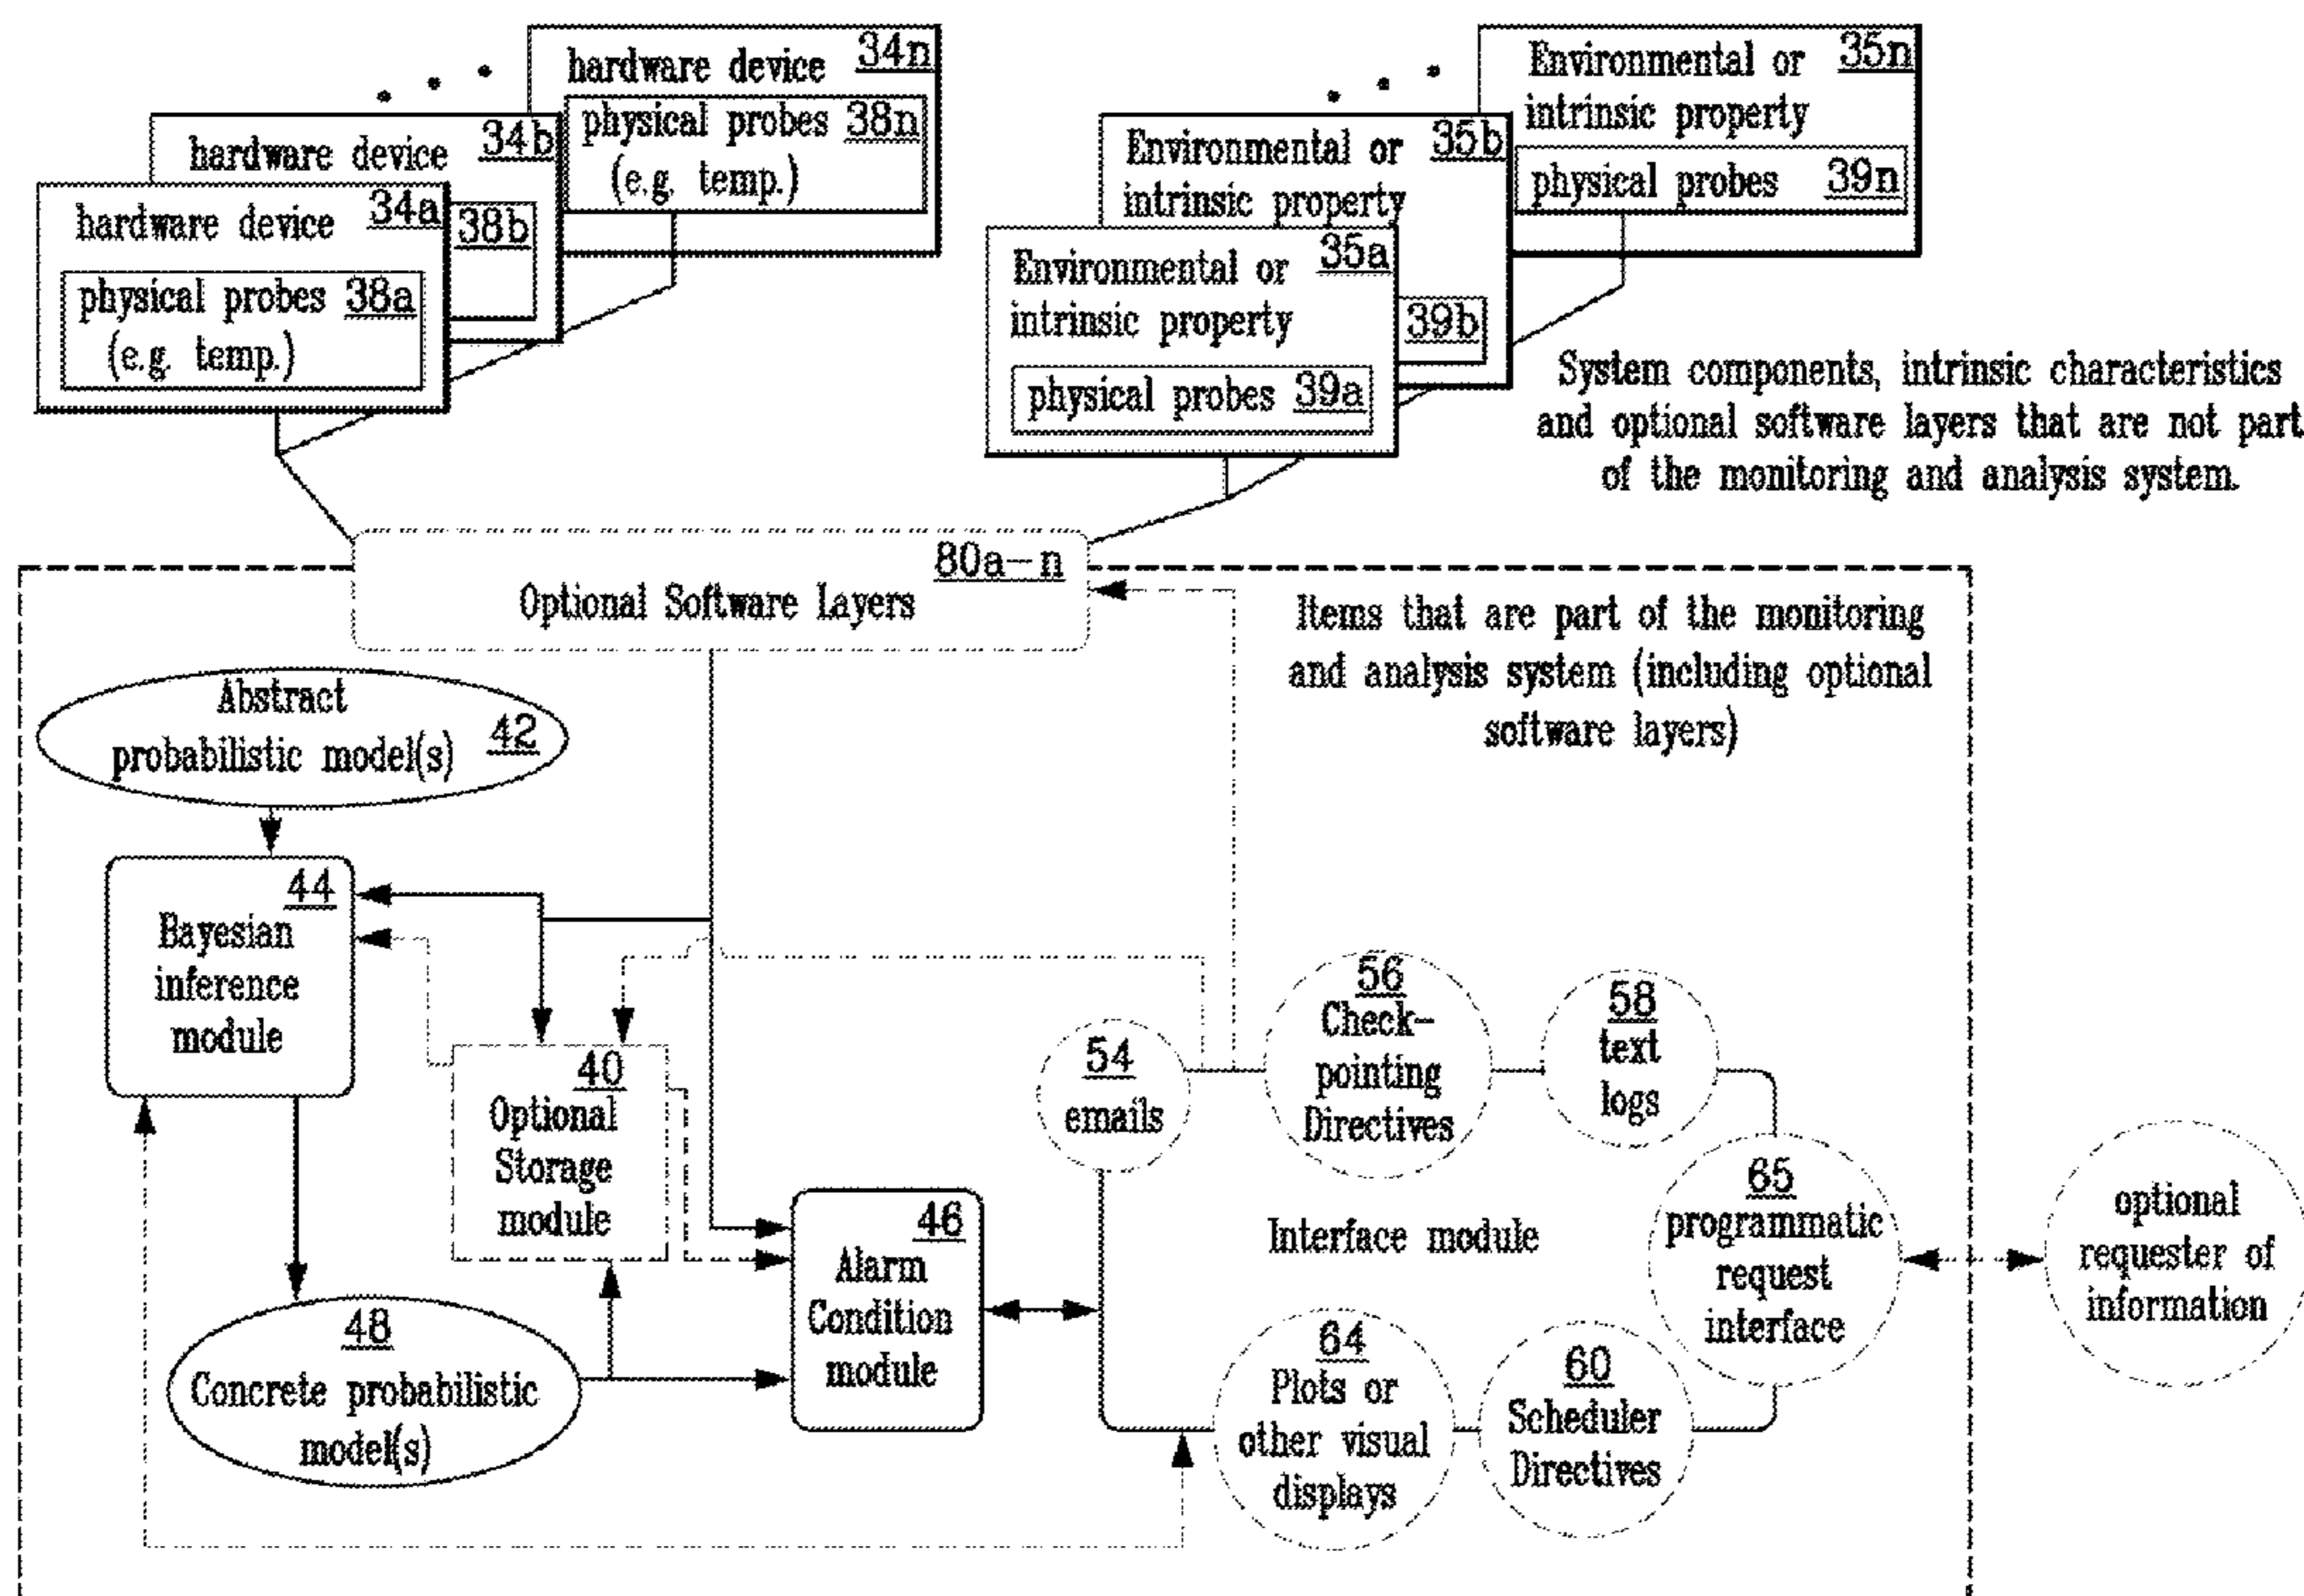 hardware device 34n
physical probes 38n
(e.g. temp.)
hardware device 34b
38b
hardware device 34a
physical probes 38a
(e.g. temp.)
Environmental or 35n
intrinsic property
physical probes 39n
Environmental or 35b
intrinsic property
39b
Environmental or 35a
intrinsic property
physical probes 39a
System components, intrinsic characteristics
and optional software layers that are not part
of the monitoring and analysis system.
80a-n
Optional Software Layers
Items that are part of the monitoring
and analysis system (including optional
software layers)
Abstract
probabilistic model(s) 42
44
Bayesian
inference
module
40
Optional
Storage
module
48
Concrete probabilistic
model(s)
46
Alarm
Condition
module
54
emails
56
Check-
pointing
Directives
58
text
logs
Interface module
65
programmatic
request
interface
64
Plots or
other visual
displays
60
Scheduler
Directives
optional
requester of
information